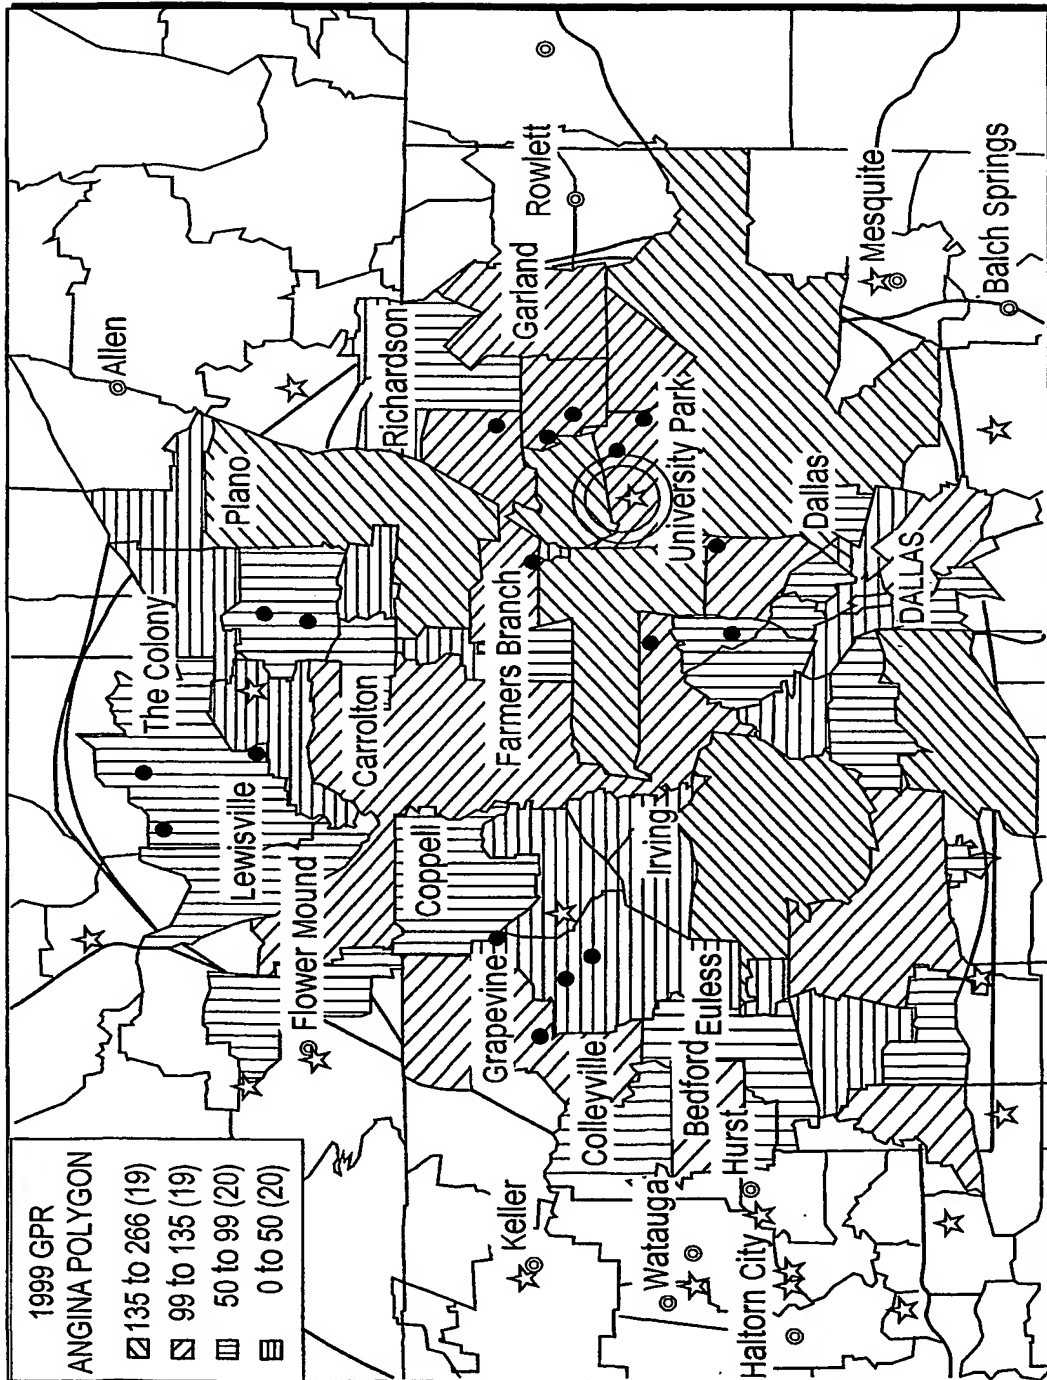 1999 GPR
ANGINA POLYGON
135 to 266 (19)
99 to 135 (19)
50 to 99 (20)
0 to 50 (20)
Allen
The Colony
Plano
Lewisville
Richardson
Flower Mound
Carrolton
Coppell
Garland
Rowlett
Farmers Branch
Grapevine
Keller
Colleyville
Irving
University Park
Bedford
Euless
Watauga
Hurst
Haltorn City
Dallas
Mesquite
DALLAS
Balch Springs